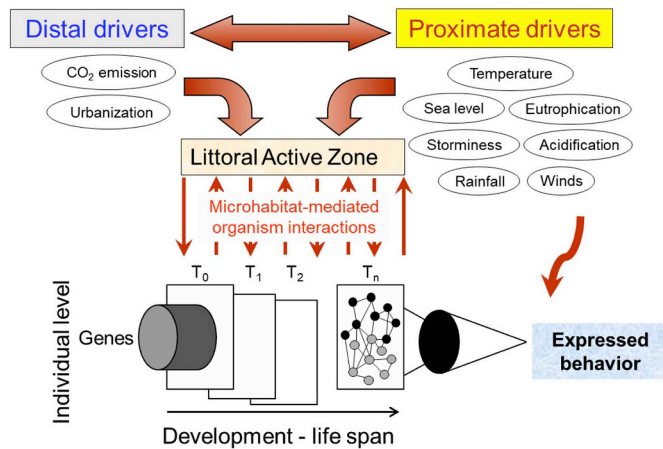 Distal drivers
Proximate drivers
CO₂ emission
Urbanization
Temperature
Sea level
Eutrophication
Storminess
Acidification
Rainfall
Winds
Littoral Active Zone
Microhabitat-mediated
organism interactions
T₀
T₁
T₂
Tₙ
Individual level
Genes
Expressed
behavior
Development - life span